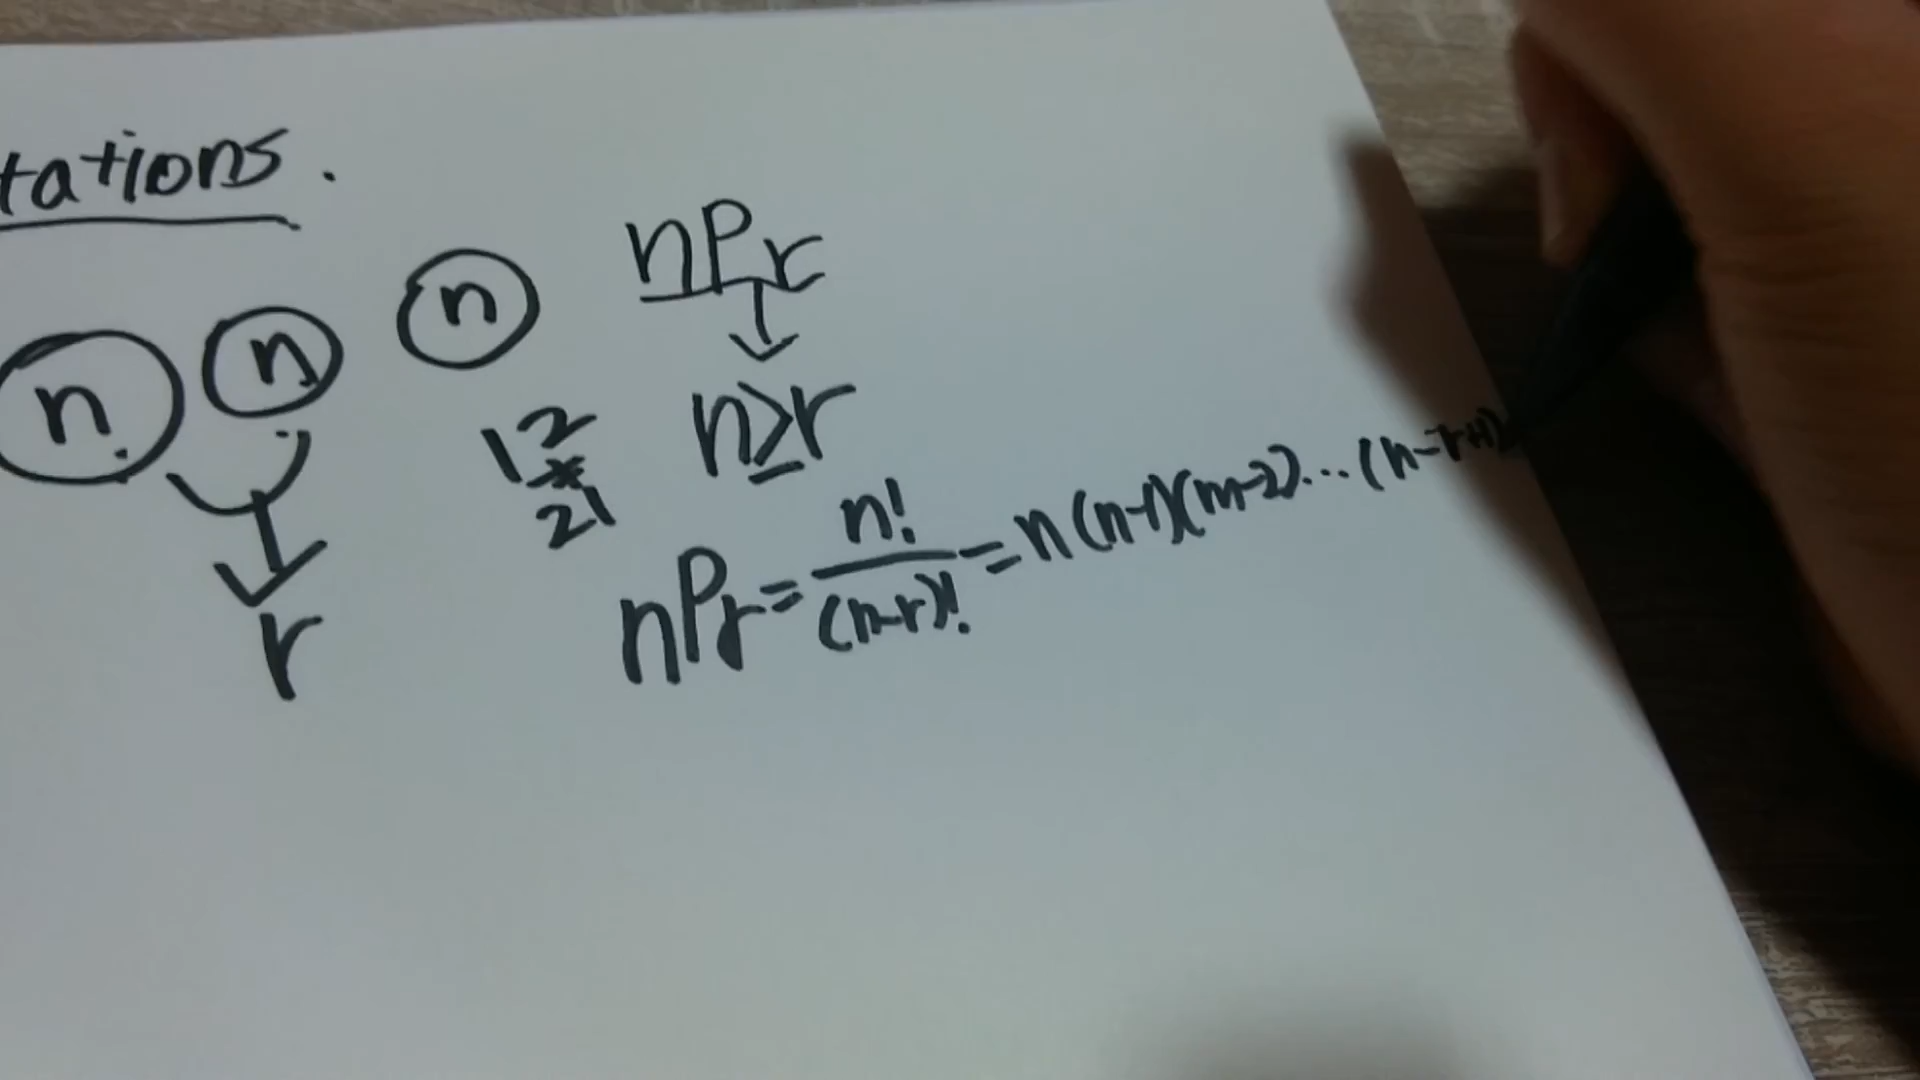 tations.
nPr
n n n
n≥r
12
*
21
r
nPr = n!/(n-r)! = n(n-1)(n-2)...(n-r+1)